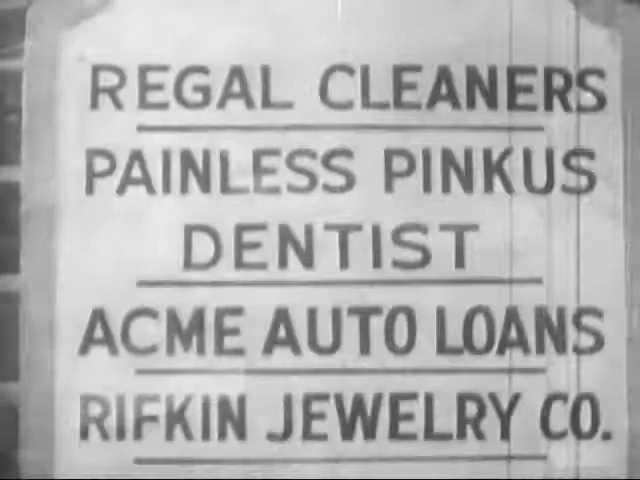 REGAL CLEANERS
PAINLESS PINKUS
DENTIST
ACME AUTO LOANS
RIFKIN JEWELRY CO.